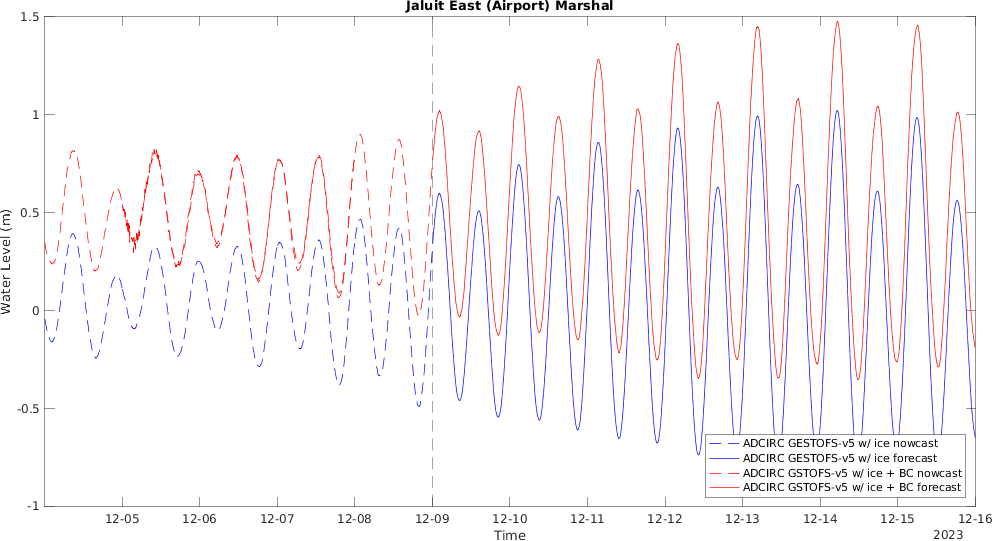 Jaluit East (Airport) Marshal
1.5
1
0.5
0
-0.5
-1
Water Level (m)
12-05 12-06 12-07 12-08 12-09 12-10 12-11 12-12 12-13 12-14 12-15 12-16
Time
2023
ADCIRC GESTOFS-v5 w/ ice nowcast
ADCIRC GESTOFS-v5 w/ ice forecast
ADCIRC GSTOFS-v5 w/ ice + BC nowcast
ADCIRC GSTOFS-v5 w/ ice + BC forecast